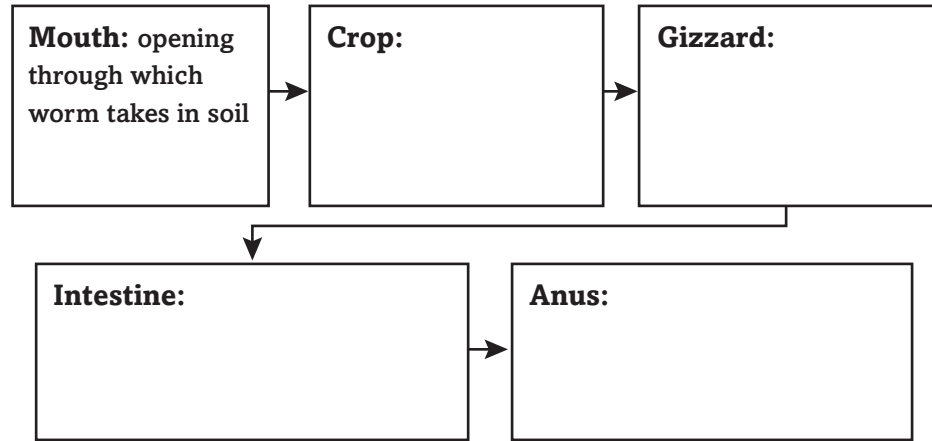 Mouth: opening
through which
worm takes in soil
Crop:
Gizzard:
Intestine:
Anus: